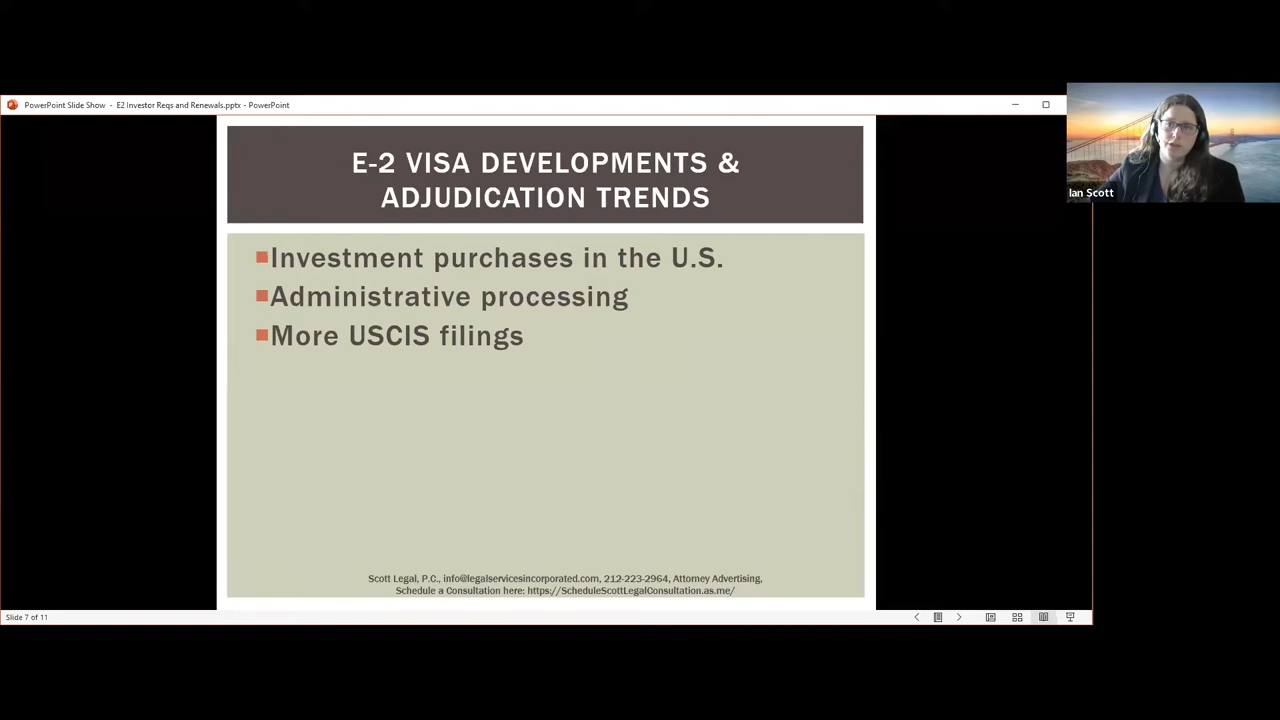 PowerPoint Slide Show - E2 Investor Reqs and Renewals.pptx - PowerPoint
E-2 VISA DEVELOPMENTS &
ADJUDICATION TRENDS
Ian Scott
Investment purchases in the U.S.
Administrative processing
More USCIS filings
Scott Legal, P.C., info@legalservicesincorporated.com, 212-223-2964, Attorney Advertising,
Schedule a Consultation here: https://ScheduleScottLegalConsultation.as.me/
Slide 7 of 11